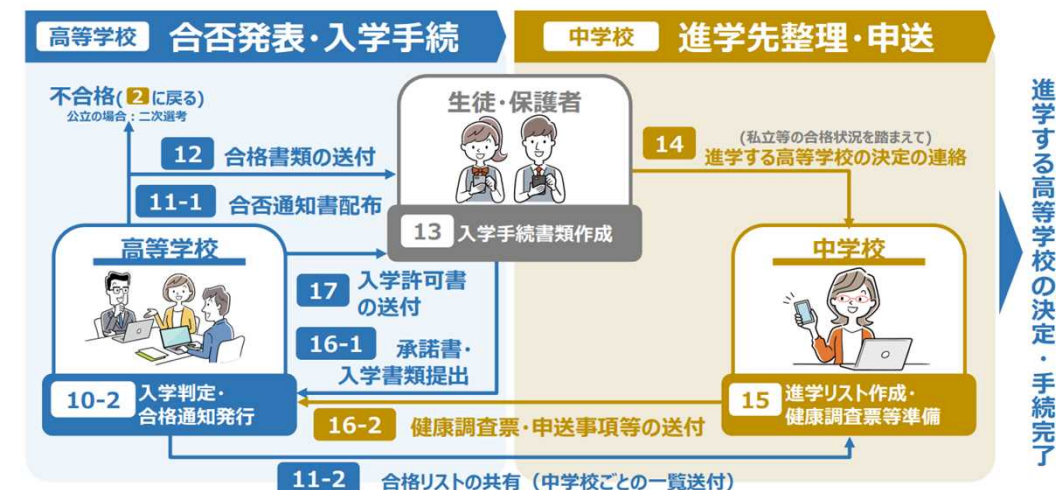 高等学校 合否発表・入学手続
中学校 進学先整理・申送
不合格(2に戻る)
公立の場合：二次選考
12 合格書類の送付
11-1 合否通知書配布
生徒・保護者
13 入学手続書類作成
14 (私立等の合格状況を踏まえて)
進学する高等学校の決定の連絡
高等学校
10-2 入学判定・
合格通知発行
17 入学許可書
の送付
16-1 承諾書・
入学書類提出
中学校
15 進学リスト作成・
健康調査票等準備
16-2 健康調査票・申送事項等の送付
11-2 合格リストの共有（中学校ごとの一覧送付）
進学する高等学校の決定・手続完了